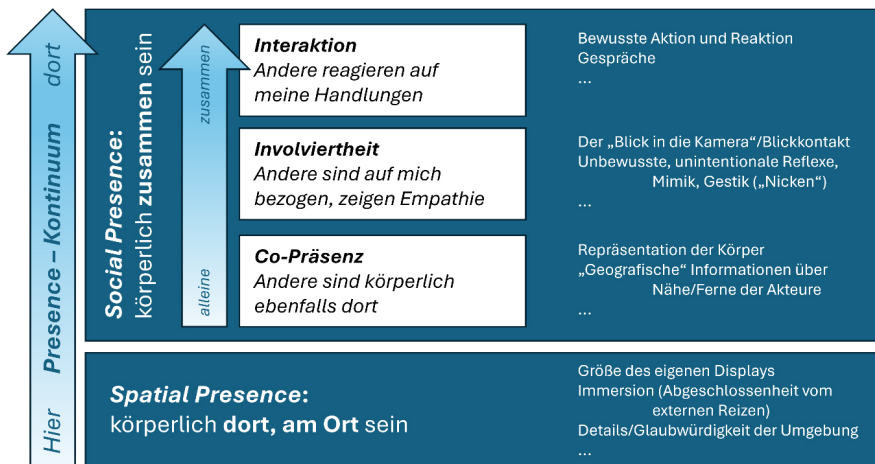 Hier Presence – Kontinuum dort
Social Presence:
körperlich zusammen sein
alleine zusammen
Interaktion
Andere reagieren auf
meine Handlungen
Bewusste Aktion und Reaktion
Gespräche
...
Involviertheit
Andere sind auf mich
bezogen, zeigen Empathie
Der „Blick in die Kamera“/Blickkontakt
Unbewusste, unintentionale Reflexe,
Mimik, Gestik („Nicken“)
...
Co-Präsenz
Andere sind körperlich
ebenfalls dort
Repräsentation der Körper
„Geografische“ Informationen über
Nähe/Ferne der Akteure
...
Spatial Presence:
körperlich dort, am Ort sein
Größe des eigenen Displays
Immersion (Abgeschlossenheit vom
externen Reizen)
Details/Glaubwürdigkeit der Umgebung
...